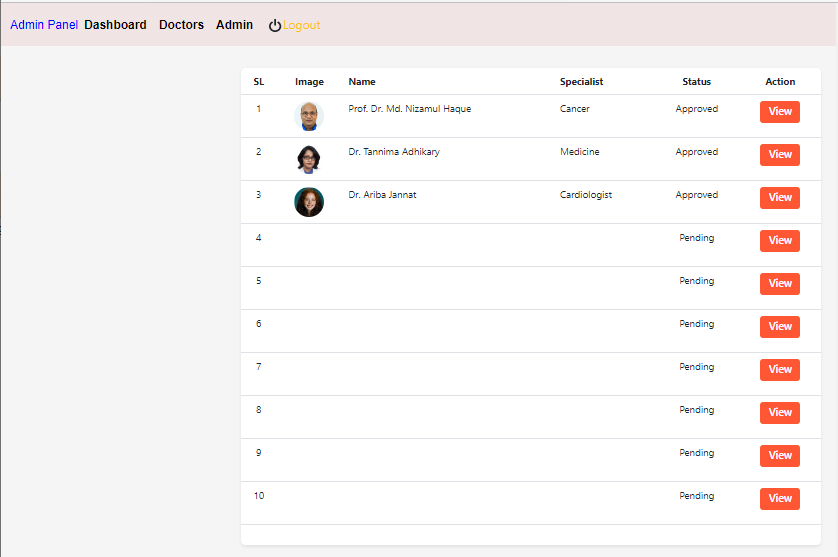 Admin Panel Dashboard Doctors Admin Logout
SL Image Name Specialist Status Action
1 Prof. Dr. Md. Nizamul Haque Cancer Approved View
2 Dr. Tannima Adhikary Medicine Approved View
3 Dr. Ariba Jannat Cardiologist Approved View
4 Pending View
5 Pending View
6 Pending View
7 Pending View
8 Pending View
9 Pending View
10 Pending View